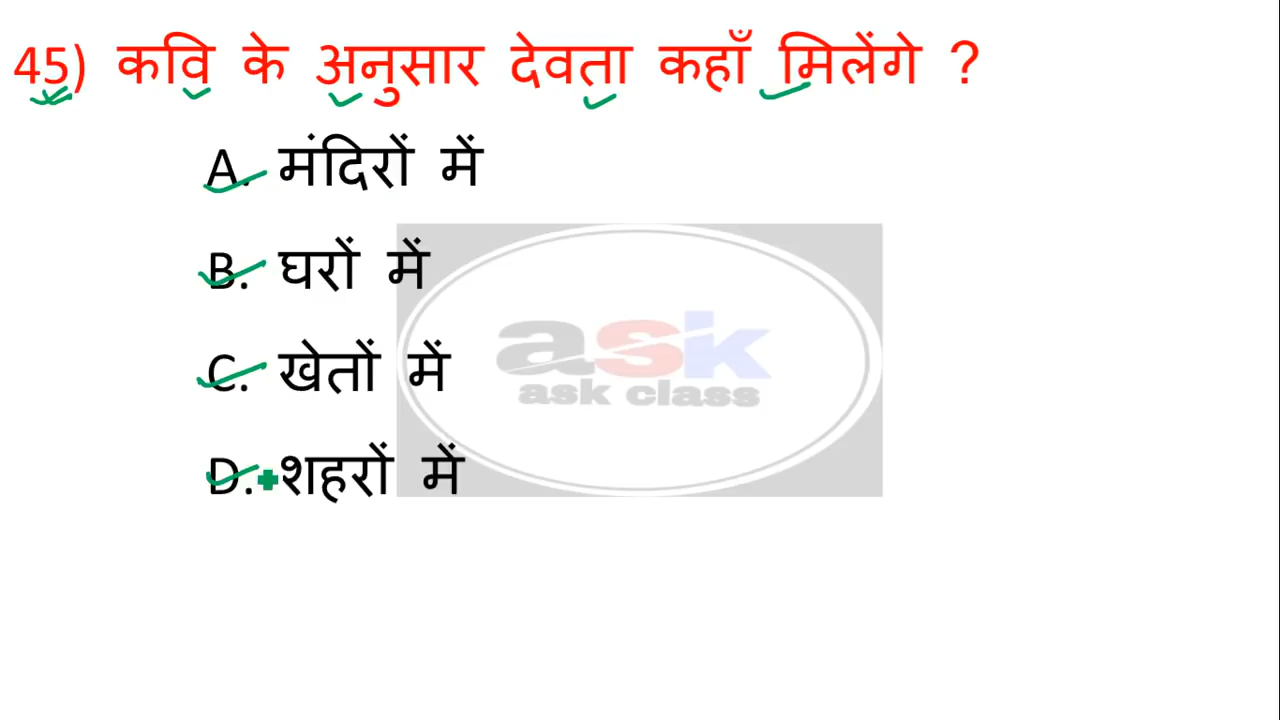 45) कवि के अनुसार देवता कहाँ मिलेंगे ?
A. मंदिरों में
B. घरों में
C. खेतों में
D. शहरों में
ask
ask class